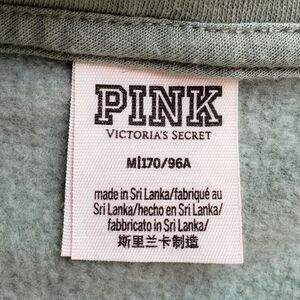 PINK
VICTORIA'S SECRET
M|170/96A
made in Sri Lanka/fabriqué au
Sri Lanka/hecho en Sri Lanka/
fabbricato in Sri Lanka/
斯里兰卡制造